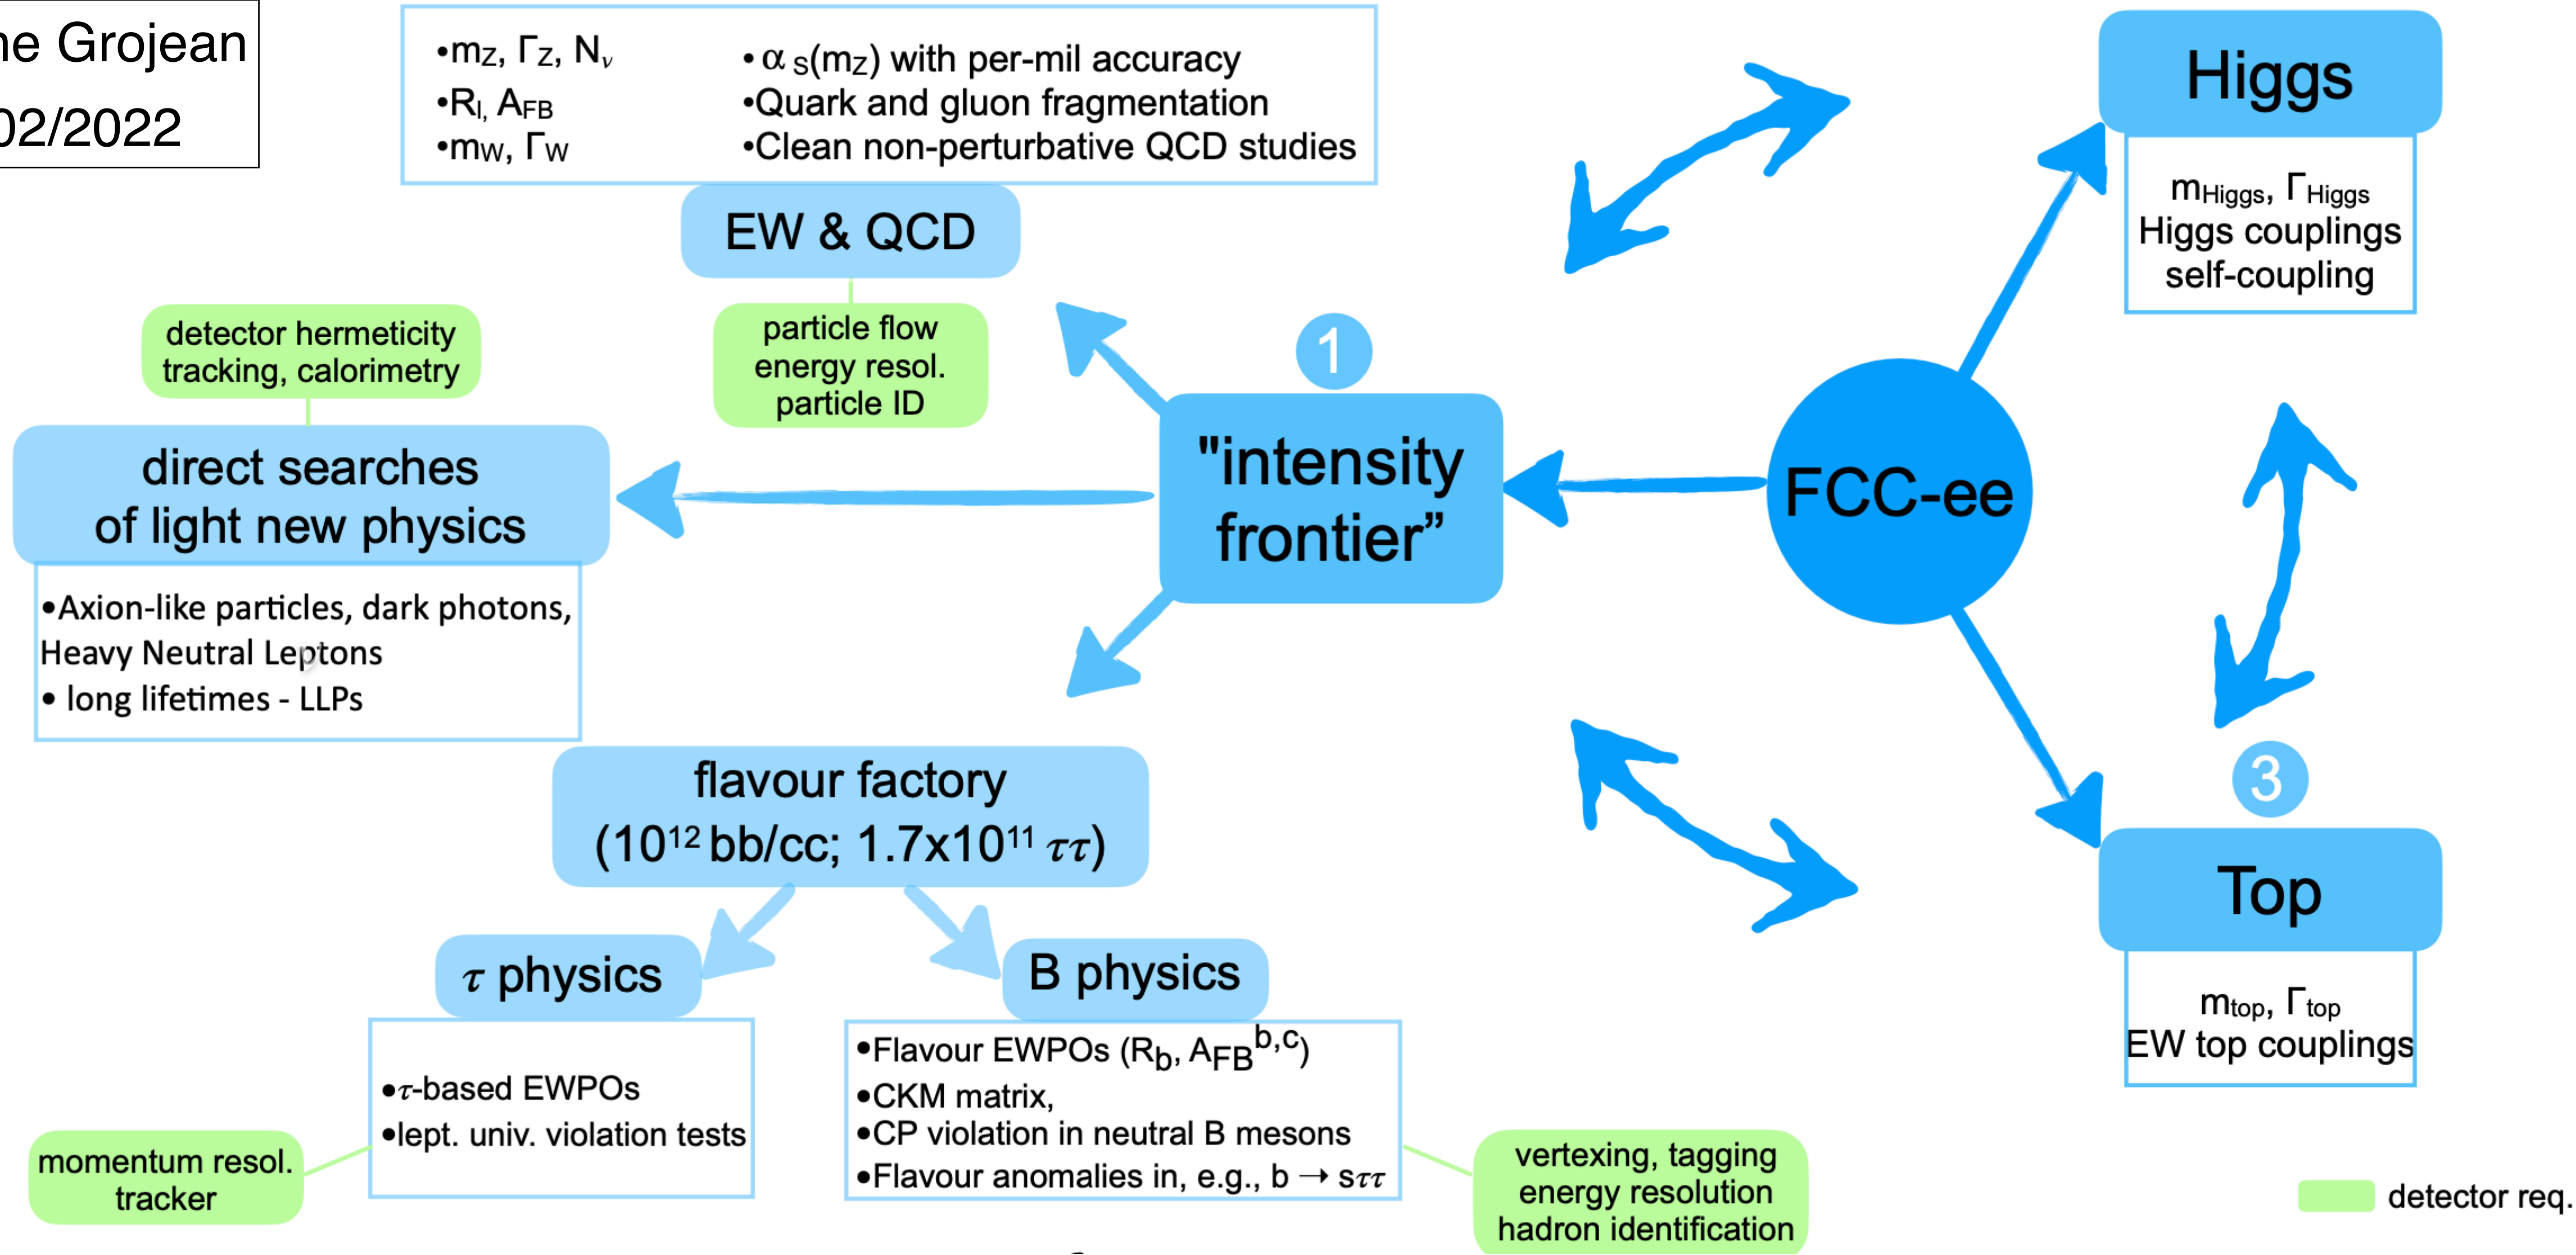 ne Grojean
02/2022
•mZ, ΓZ, Nν
•Rl, AFB
•mW, ΓW
•αS(mZ) with per-mil accuracy
•Quark and gluon fragmentation
•Clean non-perturbative QCD studies
EW & QCD
particle flow
energy resol.
particle ID
detector hermeticity
tracking, calorimetry
direct searches
of light new physics
•Axion-like particles, dark photons,
Heavy Neutral Leptons
• long lifetimes - LLPs
1
"intensity
frontier”
FCC-ee
Higgs
mHiggs, ΓHiggs
Higgs couplings
self-coupling
flavour factory
(10¹² bb/cc; 1.7x10¹¹ ττ)
τ physics
•τ-based EWPOs
•lept. univ. violation tests
momentum resol.
tracker
B physics
•Flavour EWPOs (Rb, AFBb,c)
•CKM matrix,
•CP violation in neutral B mesons
•Flavour anomalies in, e.g., b → sττ
vertexing, tagging
energy resolution
hadron identification
3
Top
mtop, Γtop
EW top couplings
detector req.